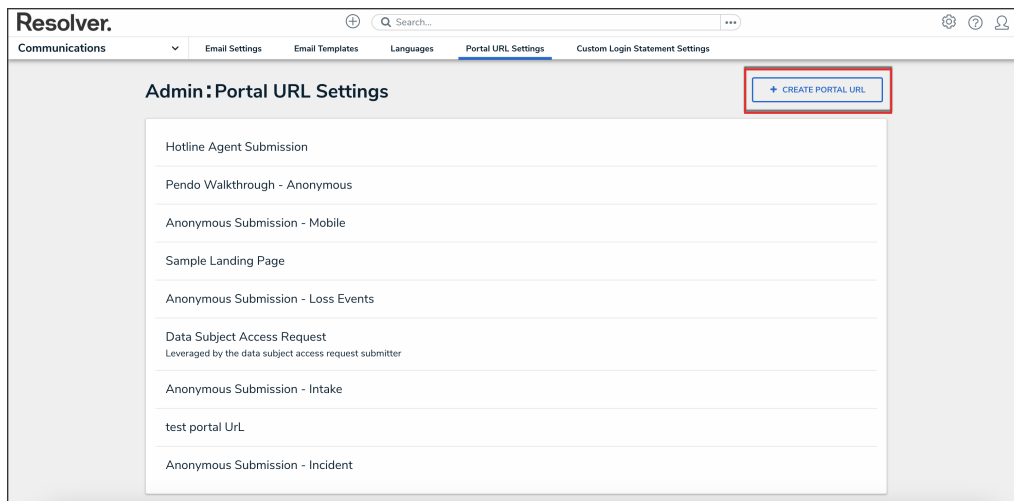 Resolver.
Search...
Communications
Email Settings
Email Templates
Languages
Portal URL Settings
Custom Login Statement Settings
Admin:Portal URL Settings
+ CREATE PORTAL URL
Hotline Agent Submission
Pendo Walkthrough - Anonymous
Anonymous Submission - Mobile
Sample Landing Page
Anonymous Submission - Loss Events
Data Subject Access Request
Leveraged by the data subject access request submitter
Anonymous Submission - Intake
test portal UrL
Anonymous Submission - Incident